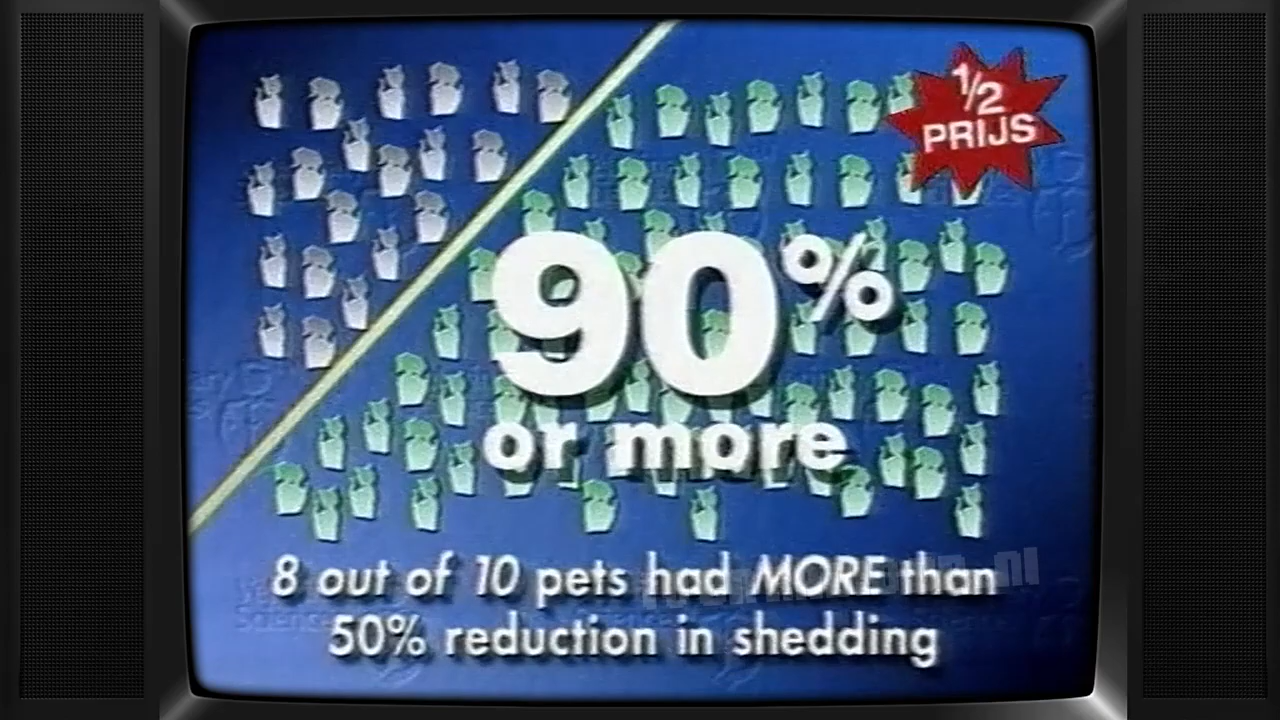 1/2
PRIJS
90%
or more
8 out of 10 pets had MORE than
50% reduction in shedding